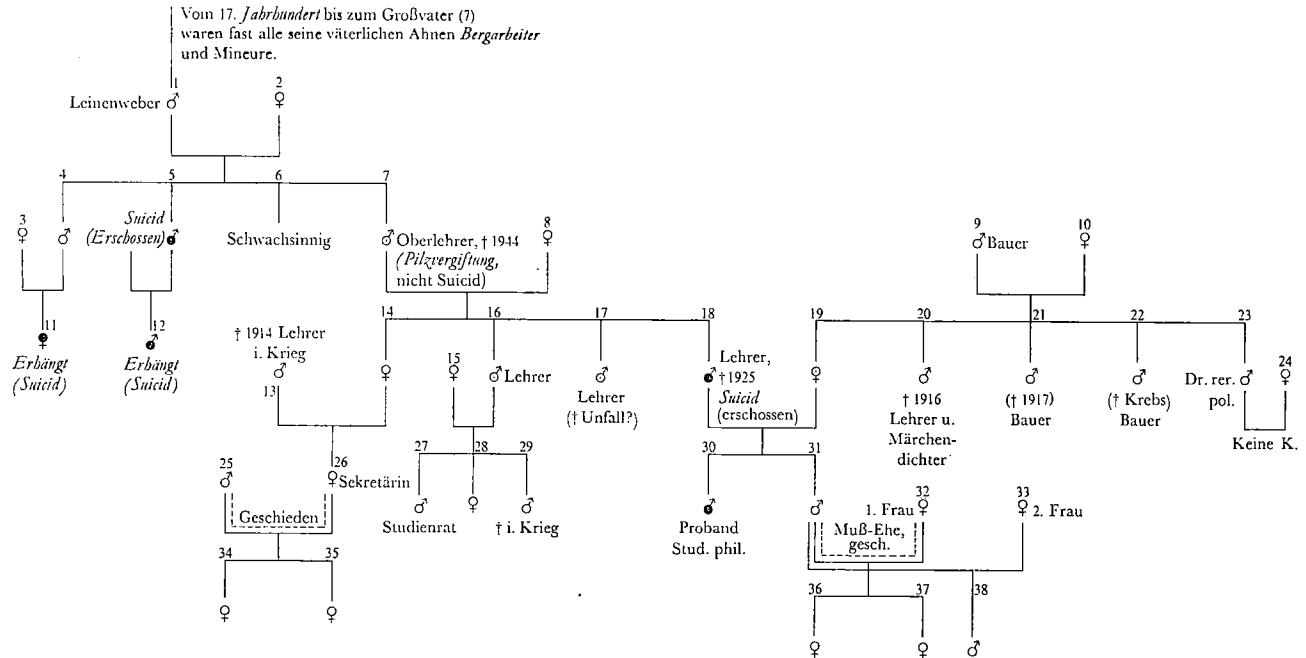 Vom 17. Jahrhundert bis zum Großvater (7)
waren fast alle seine väterlichen Ahnen Bergarbeiter
und Mineure.
1 2
Leinenweber ♂ ♀
4 5 6 7
3 8 9 10
♀ ♂
Suicid
(Erschossen) ♂
Schwachsinnig
♂ Oberlehrer, † 1944
(Pilzvergiftung,
nicht Suicid)
♀
♂ Bauer ♀
11 12
♀ ♂
Erhängt
(Suicid)
Erhängt
(Suicid)
14 16 17 18 19 20 21 22 23
† 1914 Lehrer
i. Krieg
♂
13
♀
15
♀
♂ Lehrer
♂
Lehrer
(† Unfall?)
Lehrer,
♂ † 1925
Suicid
(erschossen)
♀
♂
† 1916
Lehrer u.
Märchen-
dichter
♂
(† 1917)
Bauer
♂
(† Krebs)
Bauer
Dr. rer. ♂
pol.
24
♀
Keine K.
25 26
♂ ♀ Sekretärin
Geschieden
27 28 29
♂
Studienrat
♀
♂
† i. Krieg
30 31 32 33
♂
Proband
Stud. phil.
♂
1. Frau ♀
Muß-Ehe,
gesch.
♀ 2. Frau
34 35
♀ ♀
36 37 38
♀ ♀ ♂